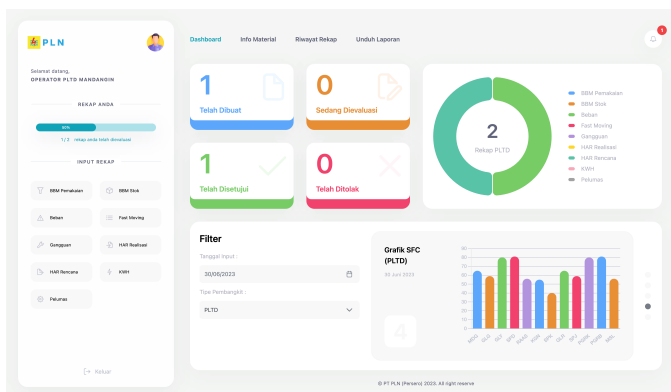 PLN
Selamat datang,
OPERATOR PLTD MANDANGIN
REKAP ANDA
50%
1/2 rekap anda telah dievaluasi
INPUT REKAP
BBM Pemakaian
BBM Stok
Beban
Fast Moving
Gangguan
HAR Realisasi
HAR Rencana
KWH
Pelumas
Keluar
Dashboard
Info Material
Riwayat Rekap
Unduh Laporan
1
1
Telah Dibuat
0
Sedang Dievaluasi
1
Telah Disetujui
0
Telah Ditolak
2
Rekap PLTD
BBM Pemakaian
BBM Stok
Beban
Fast Moving
Gangguan
HAR Realisasi
HAR Rencana
KWH
Pelumas
Filter
Tanggal Input :
30/06/2023
Tipe Pembangkit :
PLTD
Grafik SFC
(PLTD)
30 Juni 2023
4
90
80
70
60
50
40
30
20
10
0
© PT PLN (Persero) 2023. All right reserve